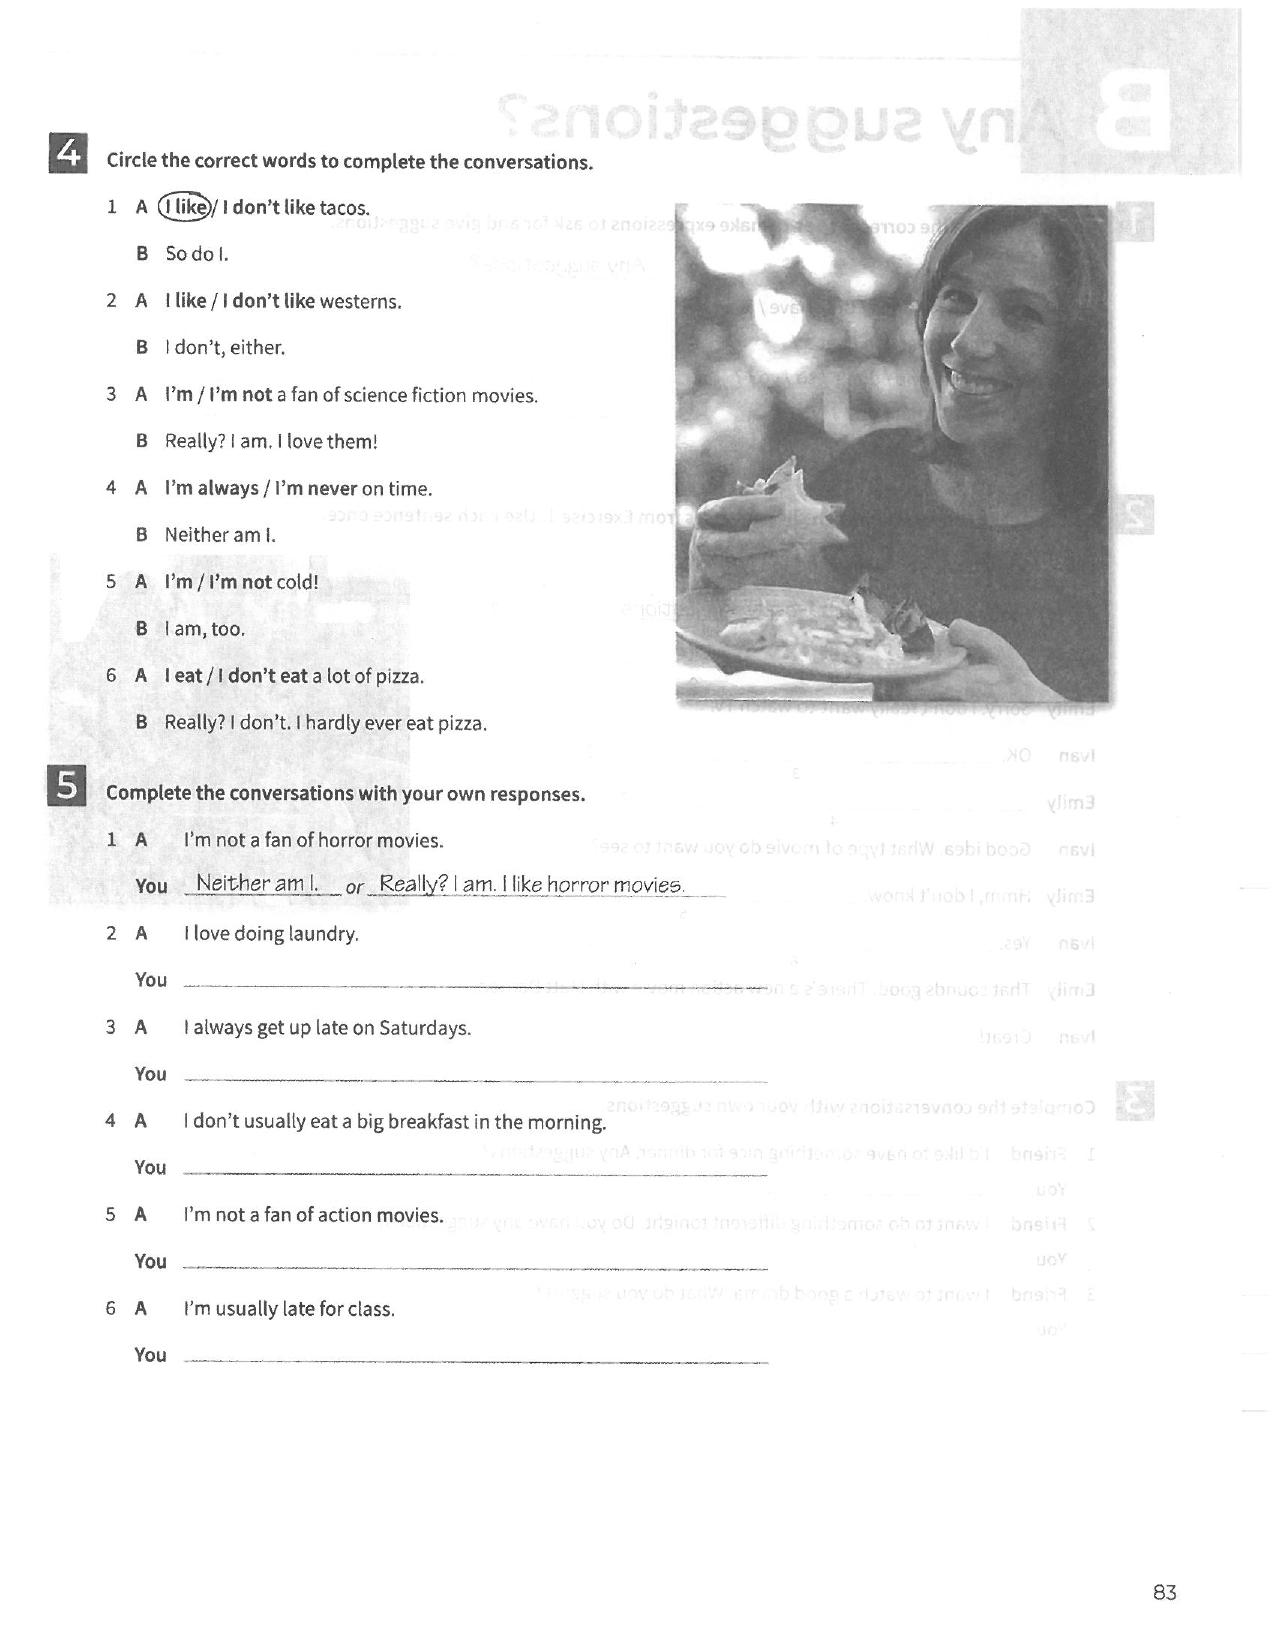 B
Any suggestions?
4 Circle the correct words to complete the conversations.
1 A I like / I don't like tacos.
B So do I.
2 A I like / I don't like westerns.
B I don't, either.
3 A I'm / I'm not a fan of science fiction movies.
B Really? I am. I love them!
4 A I'm always / I'm never on time.
B Neither am I.
5 A I'm / I'm not cold!
B I am, too.
6 A I eat / I don't eat a lot of pizza.
B Really? I don't. I hardly ever eat pizza.
5 Complete the conversations with your own responses.
1 A I'm not a fan of horror movies.
You Neither am I. or Really? I am. I like horror movies.
2 A I love doing laundry.
You
3 A I always get up late on Saturdays.
You
4 A I don't usually eat a big breakfast in the morning.
You
5 A I'm not a fan of action movies.
You
6 A I'm usually late for class.
You
83